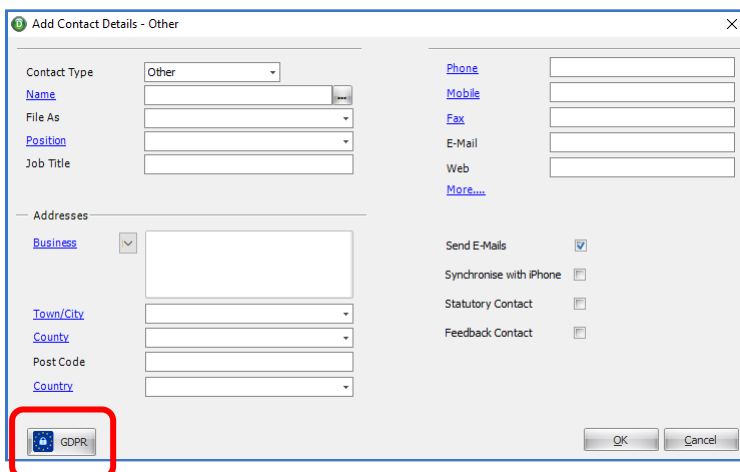 Add Contact Details - Other
Contact Type Other
Name ...
File As
Position
Job Title
Phone
Mobile
Fax
E-Mail
Web
More....
Addresses
Business
Town/City
County
Post Code
Country
Send E-Mails
Synchronise with iPhone
Statutory Contact
Feedback Contact
GDPR
OK Cancel